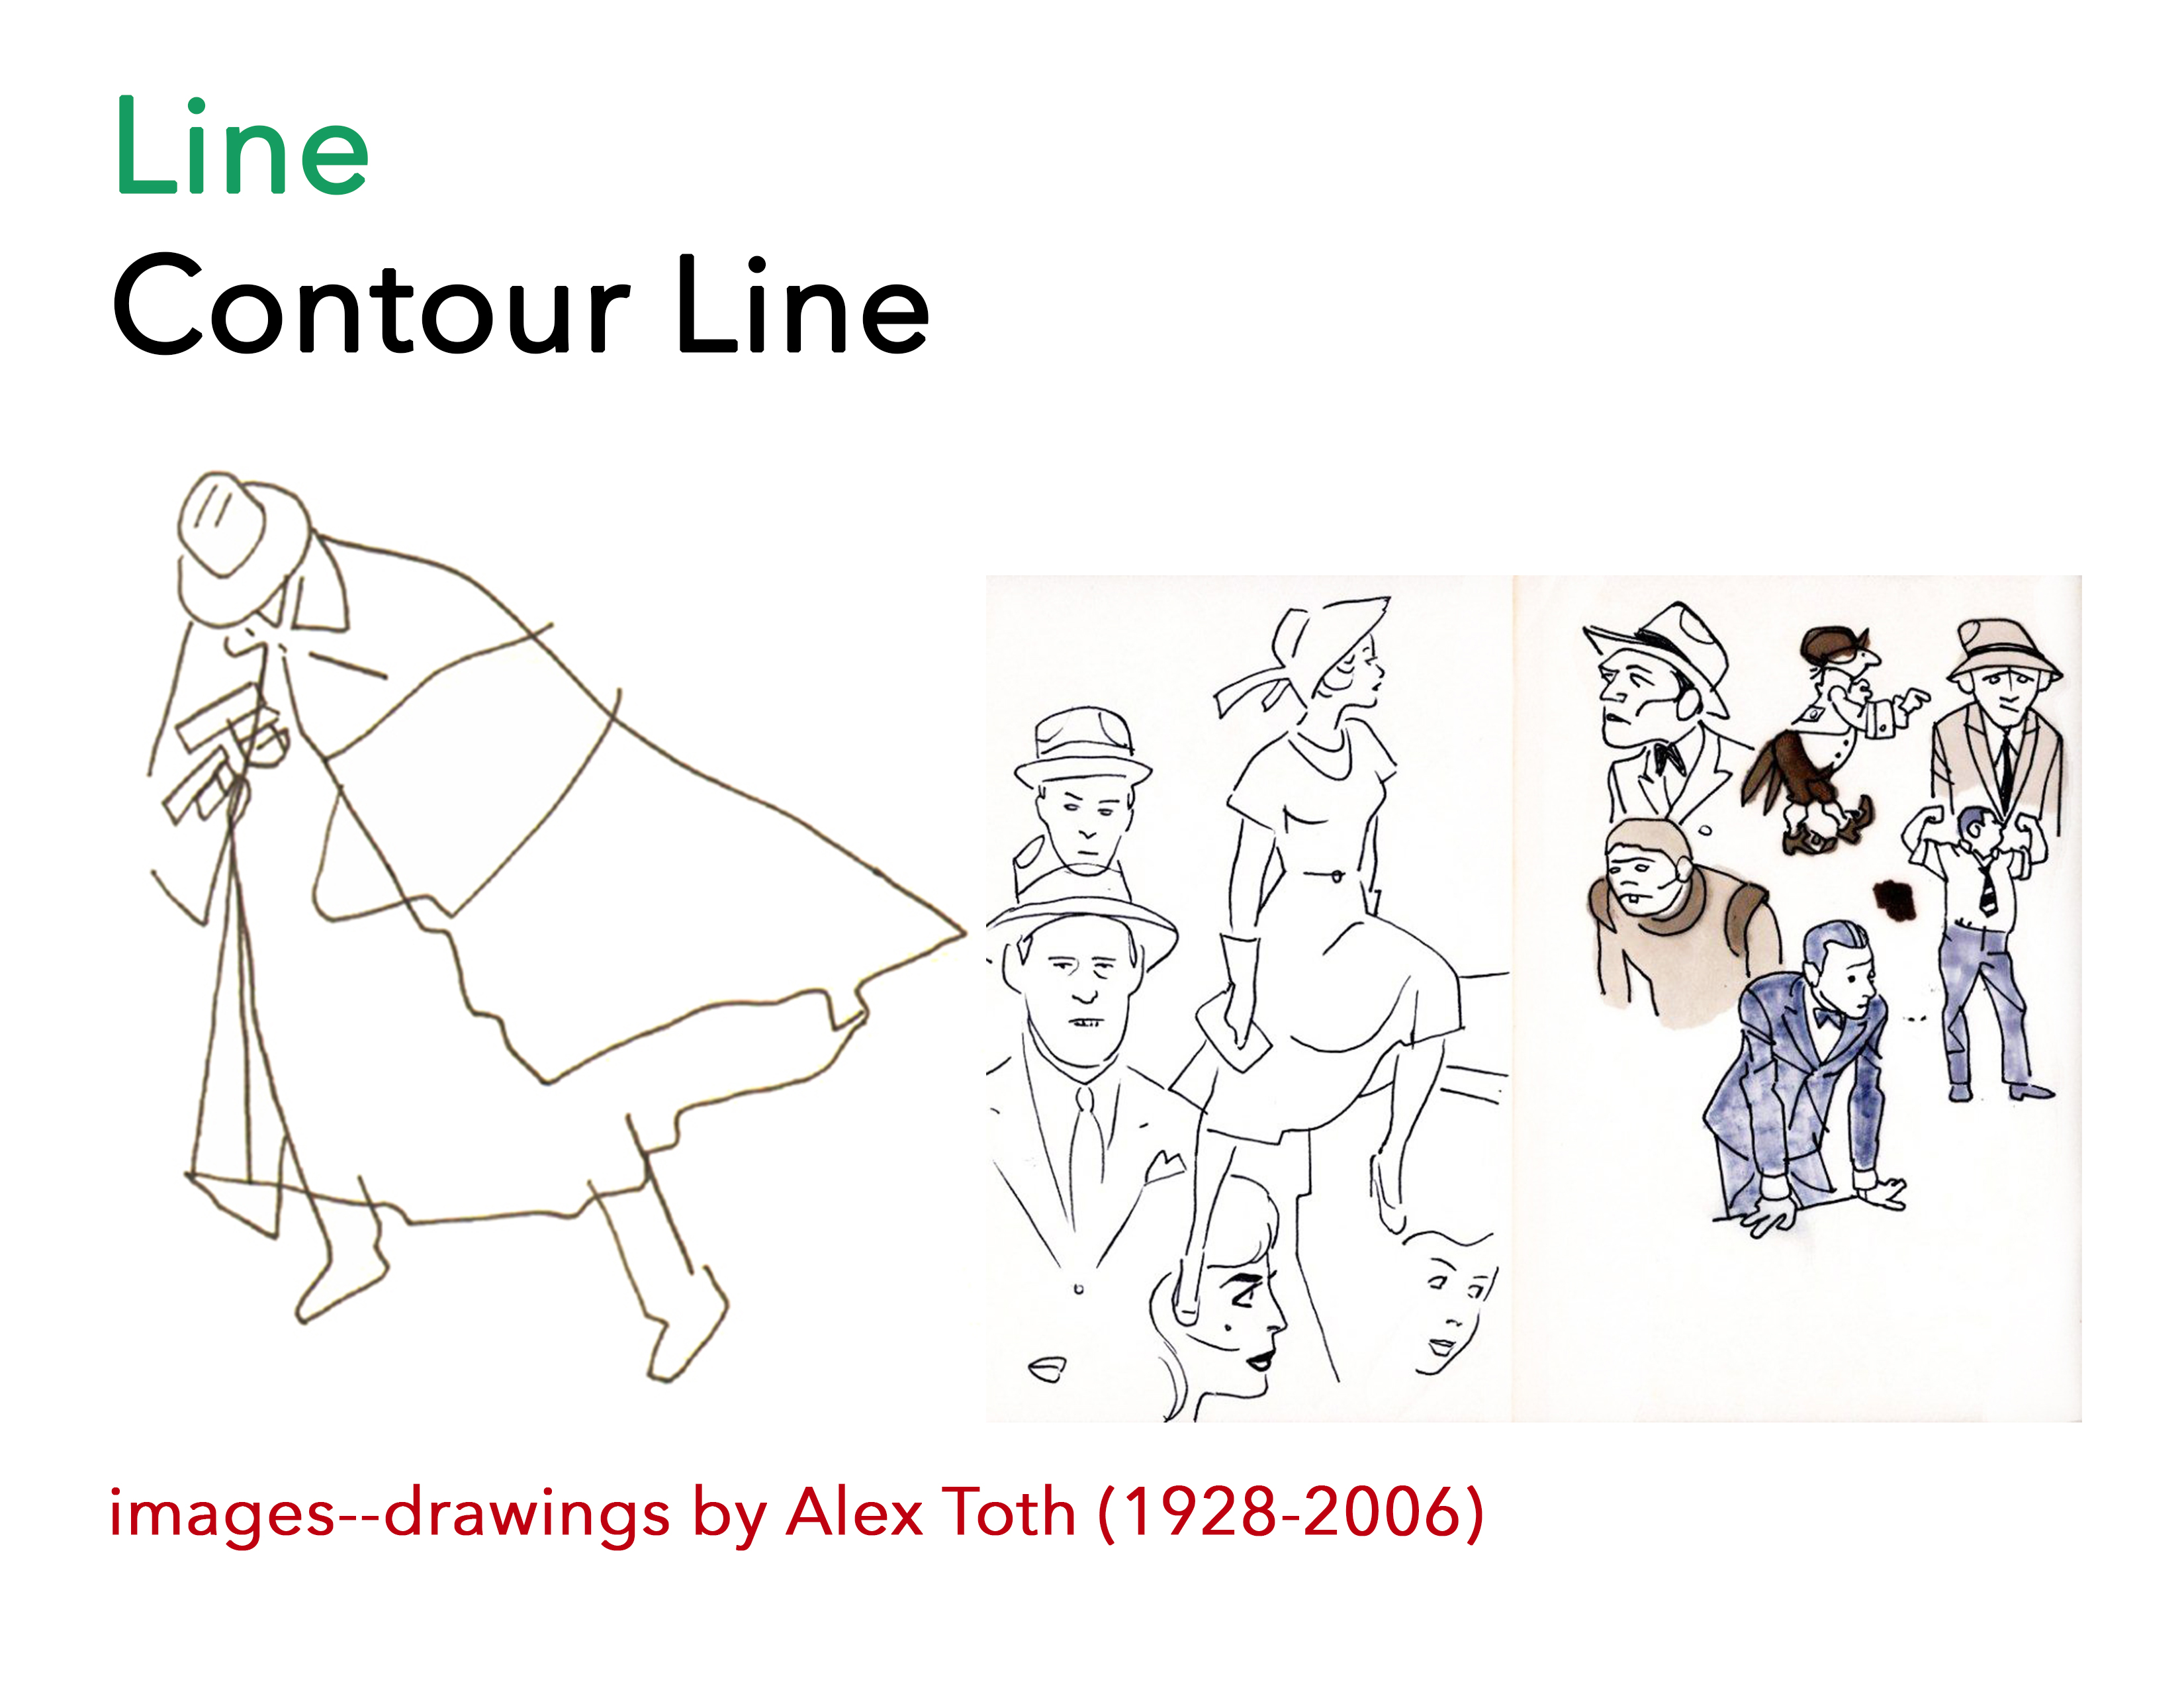 Line
Contour Line
images--drawings by Alex Toth (1928-2006)